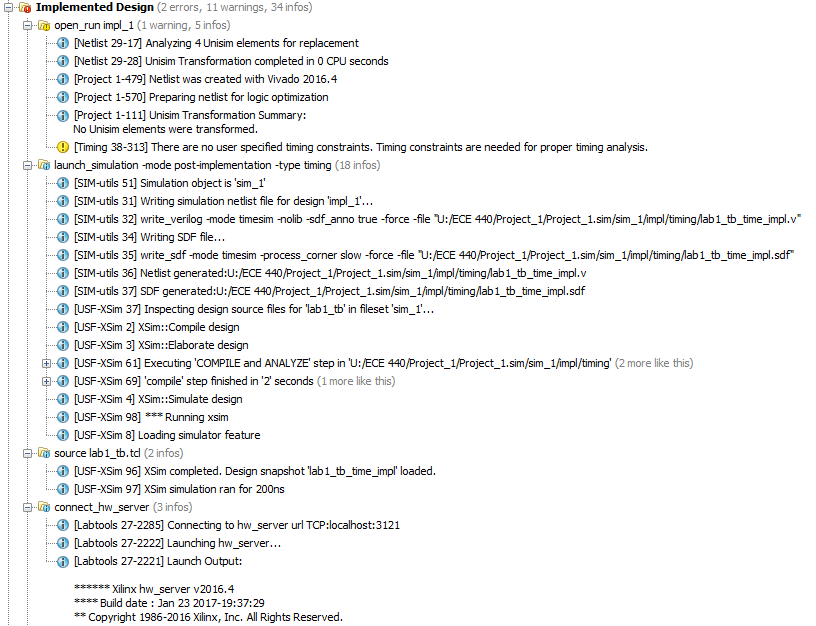 Implemented Design (2 errors, 11 warnings, 34 infos)
open_run impl_1 (1 warning, 5 infos)
[Netlist 29-17] Analyzing 4 Unisim elements for replacement
[Netlist 29-28] Unisim Transformation completed in 0 CPU seconds
[Project 1-479] Netlist was created with Vivado 2016.4
[Project 1-570] Preparing netlist for logic optimization
[Project 1-111] Unisim Transformation Summary:
No Unisim elements were transformed.
[Timing 38-313] There are no user specified timing constraints. Timing constraints are needed for proper timing analysis.
launch_simulation -mode post-implementation -type timing (18 infos)
[SIM-utils 51] Simulation object is 'sim_1'
[SIM-utils 31] Writing simulation netlist file for design 'impl_1'...
[SIM-utils 32] write_verilog -mode timesim -nolib -sdf_anno true -force -file "U:/ECE 440/Project_1/Project_1.sim/sim_1/impl/timing/lab1_tb_time_impl.v"
[SIM-utils 34] Writing SDF file...
[SIM-utils 35] write_sdf -mode timesim -process_corner slow -force -file "U:/ECE 440/Project_1/Project_1.sim/sim_1/impl/timing/lab1_tb_time_impl.sdf"
[SIM-utils 36] Netlist generated:U:/ECE 440/Project_1/Project_1.sim/sim_1/impl/timing/lab1_tb_time_impl.v
[SIM-utils 37] SDF generated:U:/ECE 440/Project_1/Project_1.sim/sim_1/impl/timing/lab1_tb_time_impl.sdf
[USF-XSim 37] Inspecting design source files for 'lab1_tb' in fileset 'sim_1'...
[USF-XSim 2] XSim::Compile design
[USF-XSim 3] XSim::Elaborate design
[USF-XSim 61] Executing 'COMPILE and ANALYZE' step in 'U:/ECE 440/Project_1/Project_1.sim/sim_1/impl/timing' (2 more like this)
[USF-XSim 69] 'compile' step finished in '2' seconds (1 more like this)
[USF-XSim 4] XSim::Simulate design
[USF-XSim 98] *** Running xsim
[USF-XSim 8] Loading simulator feature
source lab1_tb.tcl (2 infos)
[USF-XSim 96] XSim completed. Design snapshot 'lab1_tb_time_impl' loaded.
[USF-XSim 97] XSim simulation ran for 200ns
connect_hw_server (3 infos)
[Labtools 27-2285] Connecting to hw_server url TCP:localhost:3121
[Labtools 27-2222] Launching hw_server...
[Labtools 27-2221] Launch Output:
****** Xilinx hw_server v2016.4
**** Build date : Jan 23 2017-19:37:29
** Copyright 1986-2016 Xilinx, Inc. All Rights Reserved.